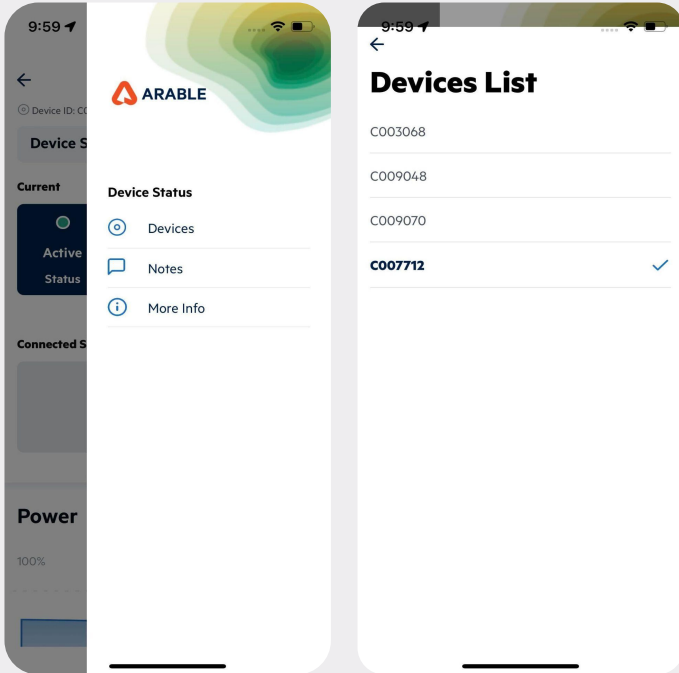 9:59
Device ID: C0
Device S
Current
Active
Status
Connected S
Power
100%
ARABLE
Device Status
Devices
Notes
More Info
9:59
Devices List
C003068
C009048
C009070
C007712